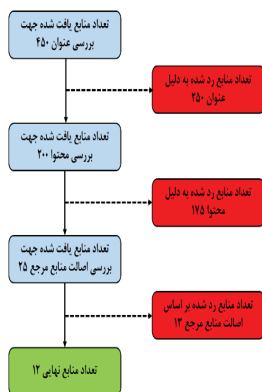 تعداد منابع یافت شده جهت
بررسی عنوان ۴۵۰
تعداد منابع رد شده به دلیل
عنوان ۲۵۰
تعداد منابع یافت شده جهت
بررسی محتوا ۲۰۰
تعداد منابع رد شده به دلیل
محتوا ۱۷۵
تعداد منابع یافت شده جهت
بررسی اصالت منابع مرجع ۲۵
تعداد منابع رد شده بر اساس
اصالت منابع مرجع ۱۳
تعداد منابع نهایی ۱۲